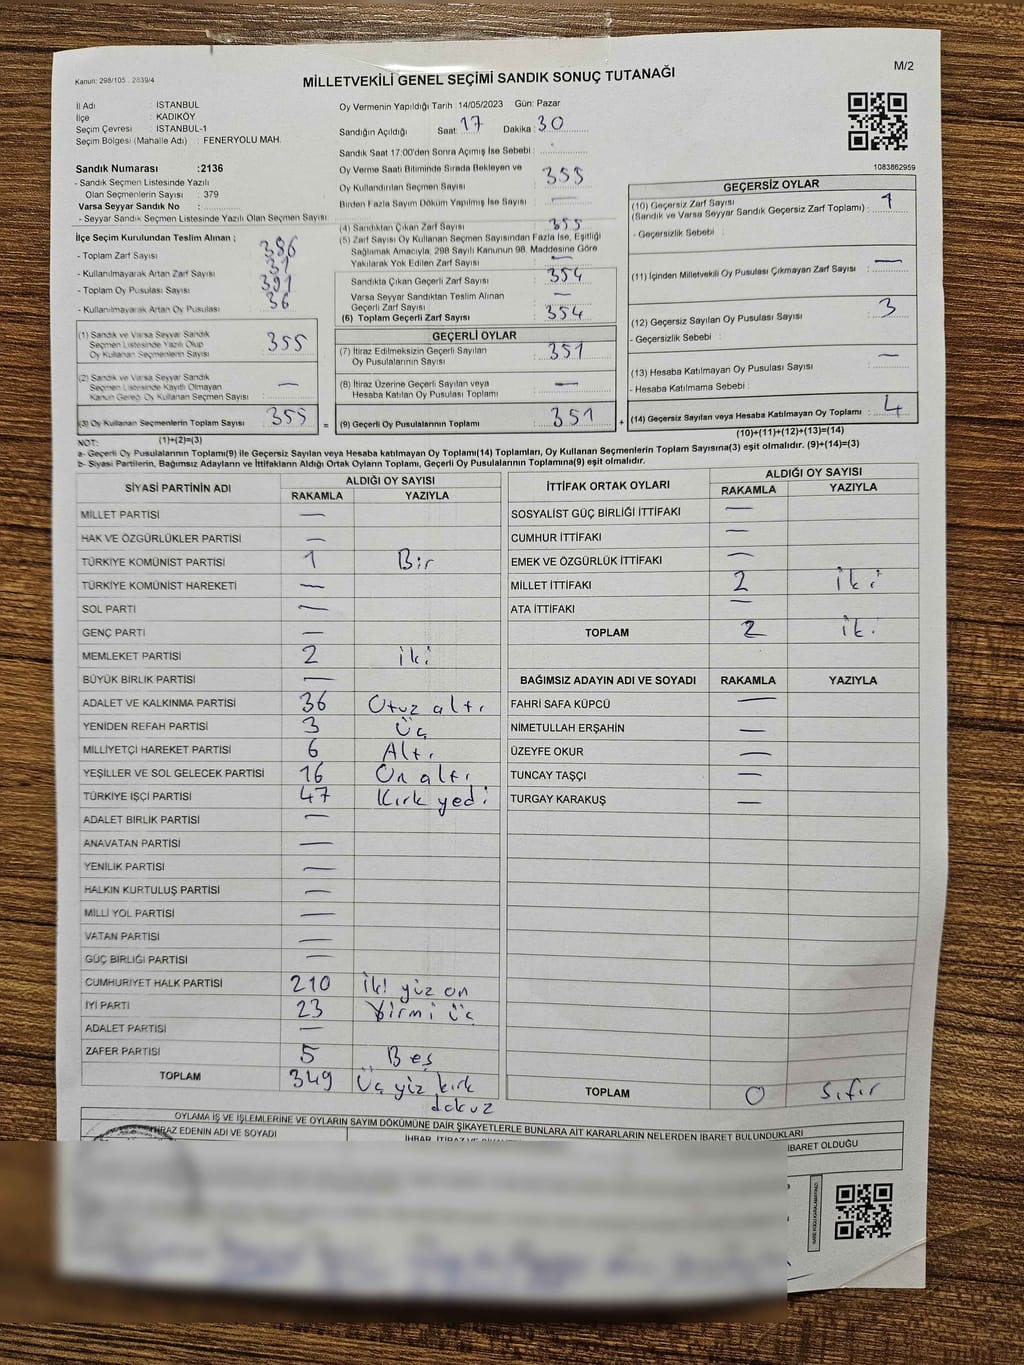 Kanun: 298/105 . 2839/4
MİLLETVEKİLİ GENEL SEÇİMİ SANDIK SONUÇ TUTANAĞI
M/2
İl Adı : İSTANBUL
İlçe : KADIKÖY
Seçim Çevresi : İSTANBUL-1
Seçim Bölgesi (Mahalle Adı) : FENERYOLU MAH.
Oy Vermenin Yapıldığı Tarih :14/05/2023 Gün: Pazar
Sandığın Açıldığı Saat: 17 Dakika : 30
Sandık Saat 17:00'den Sonra Açımış İse Sebebi :
Oy Verme Saati Bitiminde Sırada Bekleyen ve
Oy Kullandırılan Seçmen Sayısı : 355
Birden Fazla Sayım Döküm Yapılmış İse Sayısı : —
1083862959
Sandık Numarası :2136
- Sandık Seçmen Listesinde Yazılı
Olan Seçmenlerin Sayısı : 379
Varsa Seyyar Sandık No :
- Seyyar Sandık Seçmen Listesinde Yazılı Olan Seçmen Sayısı:
İlçe Seçim Kurulundan Teslim Alınan ;
- Toplam Zarf Sayısı : 386
- Kullanılmayarak Artan Zarf Sayısı : 31
- Toplam Oy Pusulası Sayısı : 391
- Kullanılmayarak Artan Oy Pusulası : 36
(1) Sandık ve Varsa Seyyar Sandık
Seçmen Listesinde Yazılı Olup
Oy Kullanan Seçmenlerin Sayısı : 355
(2) Sandık ve Varsa Seyyar Sandık
Seçmen Listesinde Kayıtlı Olmayan
Kanun Gereği Oy Kullanan Seçmen Sayısı : —
(3) Oy Kullanan Seçmenlerin Toplam Sayısı : 355
(1)+(2)=(3)
(4) Sandıktan Çıkan Zarf Sayısı : 355
(5) Zarf Sayısı Oy Kullanan Seçmen Sayısından Fazla İse, Eşitliği
Sağlamak Amacıyla, 298 Sayılı Kanunun 98. Maddesine Göre
Yakılarak Yok Edilen Zarf Sayısı : —
Sandıkta Çıkan Geçerli Zarf Sayısı : 354
Varsa Seyyar Sandıktan Teslim Alınan
Geçerli Zarf Sayısı : —
(6) Toplam Geçerli Zarf Sayısı : 354
GEÇERLİ OYLAR
(7) İtiraz Edilmeksizin Geçerli Sayılan
Oy Pusulalarının Sayısı : 351
(8) İtiraz Üzerine Geçerli Sayılan veya
Hesaba Katılan Oy Pusulası Toplamı : —
= (9) Geçerli Oy Pusulalarının Toplamı : 351 +
GEÇERSİZ OYLAR
(10) Geçersiz Zarf Sayısı
(Sandık ve Varsa Seyyar Sandık Geçersiz Zarf Toplamı) : 1
- Geçersizlik Sebebi :
(11) İçinden Milletvekili Oy Pusulası Çıkmayan Zarf Sayısı : —
(12) Geçersiz Sayılan Oy Pusulası Sayısı : 3
- Geçersizlik Sebebi :
(13) Hesaba Katılmayan Oy Pusulası Sayısı : —
- Hesaba Katılmama Sebebi :
(14) Geçersiz Sayılan veya Hesaba Katılmayan Oy Toplamı : 4
(10)+(11)+(12)+(13)=(14)
NOT:
a- Geçerli Oy Pusulalarının Toplamı(9) ile Geçersiz Sayılan veya Hesaba katılmayan Oy Toplamı(14) Toplamları, Oy Kullanan Seçmenlerin Toplam Sayısına(3) eşit olmalıdır. (9)+(14)=(3)
b- Siyasi Partilerin, Bağımsız Adayların ve İttifakların Aldığı Ortak Oyların Toplamı, Geçerli Oy Pusulalarının Toplamına(9) eşit olmalıdır.
SİYASİ PARTİNİN ADI ALDIĞI OY SAYISI
RAKAMLA YAZIYLA
MİLLET PARTİSİ —
HAK VE ÖZGÜRLÜKLER PARTİSİ —
TÜRKİYE KOMÜNİST PARTİSİ 1 Bir
TÜRKİYE KOMÜNİST HAREKETİ —
SOL PARTİ —
GENÇ PARTİ —
MEMLEKET PARTİSİ 2 İki
BÜYÜK BİRLİK PARTİSİ —
ADALET VE KALKINMA PARTİSİ 36 Otuz altı
YENİDEN REFAH PARTİSİ 3 Üç
MİLLİYETÇİ HAREKET PARTİSİ 6 Altı
YEŞİLLER VE SOL GELECEK PARTİSİ 16 On altı
TÜRKİYE İŞÇİ PARTİSİ 47 Kırk yedi
ADALET BİRLİK PARTİSİ —
ANAVATAN PARTİSİ —
YENİLİK PARTİSİ —
HALKIN KURTULUŞ PARTİSİ —
MİLLİ YOL PARTİSİ —
VATAN PARTİSİ —
GÜÇ BİRLİĞİ PARTİSİ —
CUMHURİYET HALK PARTİSİ 210 İki yüz on
İYİ PARTİ 23 Yirmi üç
ADALET PARTİSİ —
ZAFER PARTİSİ 5 Beş
TOPLAM 349 Üç yüz kırk
dokuz
İTTİFAK ORTAK OYLARI ALDIĞI OY SAYISI
RAKAMLA YAZIYLA
SOSYALİST GÜÇ BİRLİĞİ İTTİFAKI —
CUMHUR İTTİFAKI —
EMEK VE ÖZGÜRLÜK İTTİFAKI —
MİLLET İTTİFAKI 2 İki
ATA İTTİFAKI —
TOPLAM 2 İki
BAĞIMSIZ ADAYIN ADI VE SOYADI RAKAMLA YAZIYLA
FAHRİ SAFA KÜPCÜ —
NİMETULLAH ERŞAHİN —
ÜZEYFE OKUR —
TUNCAY TAŞÇI —
TURGAY KARAKUŞ —
TOPLAM 0 Sıfır
OYLAMA İŞ VE İŞLEMLERİNE VE OYLARIN SAYIM DÖKÜMÜNE DAİR ŞİKAYETLERLE BUNLARA AİT KARARLARIN NELERDEN İBARET BULUNDUKLARI
EDENİN ADI VE SOYADI
İHBAR, İTİRAZ
İBARET OLDUĞU